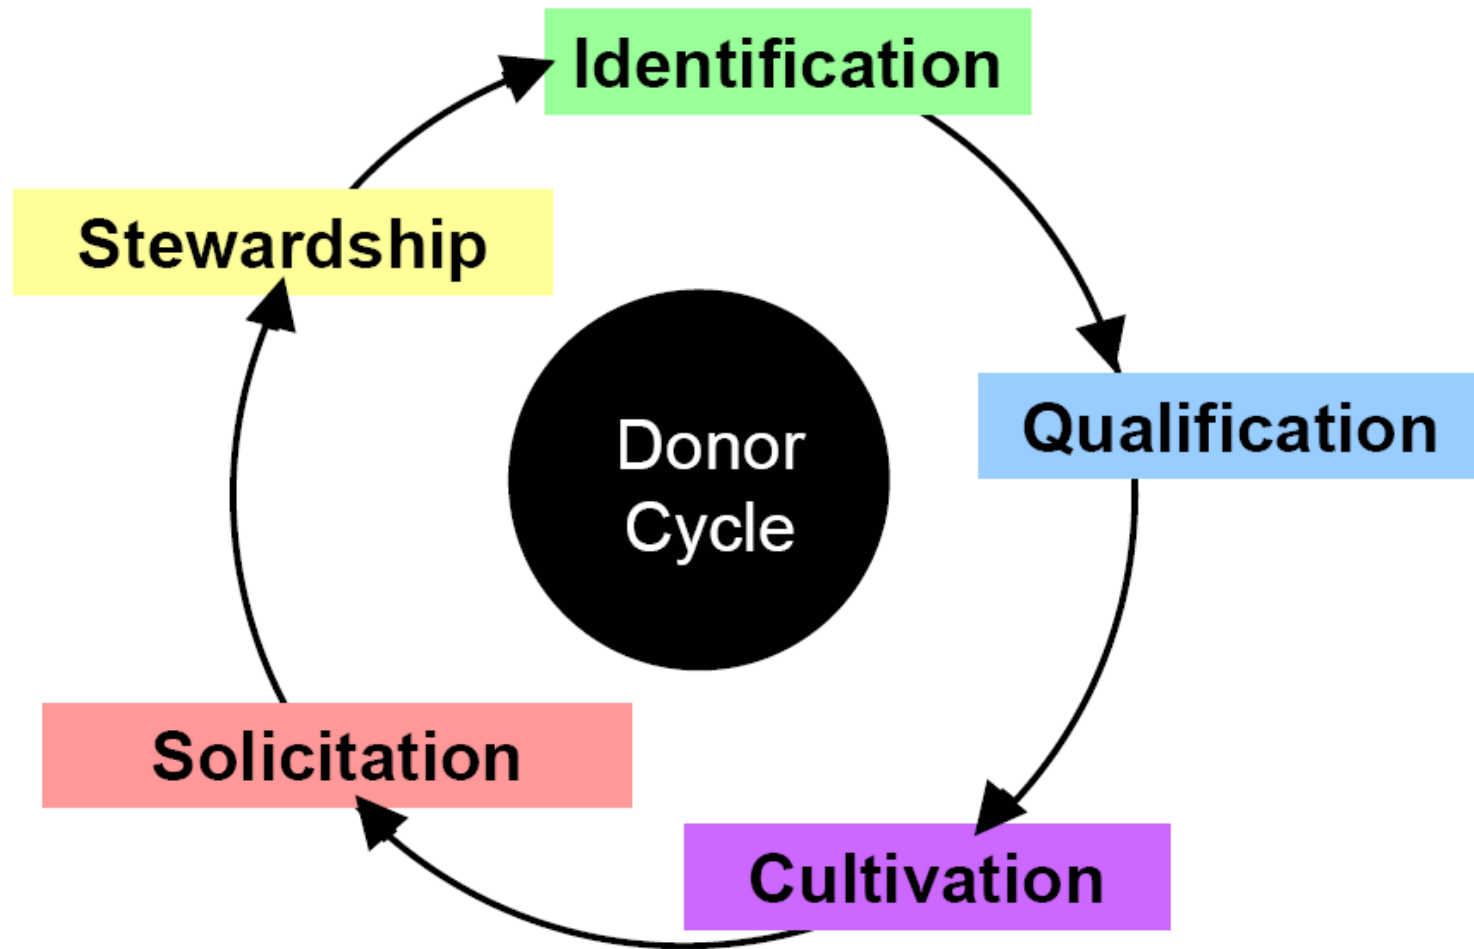 Identification
Stewardship
Qualification
Donor
Cycle
Solicitation
Cultivation